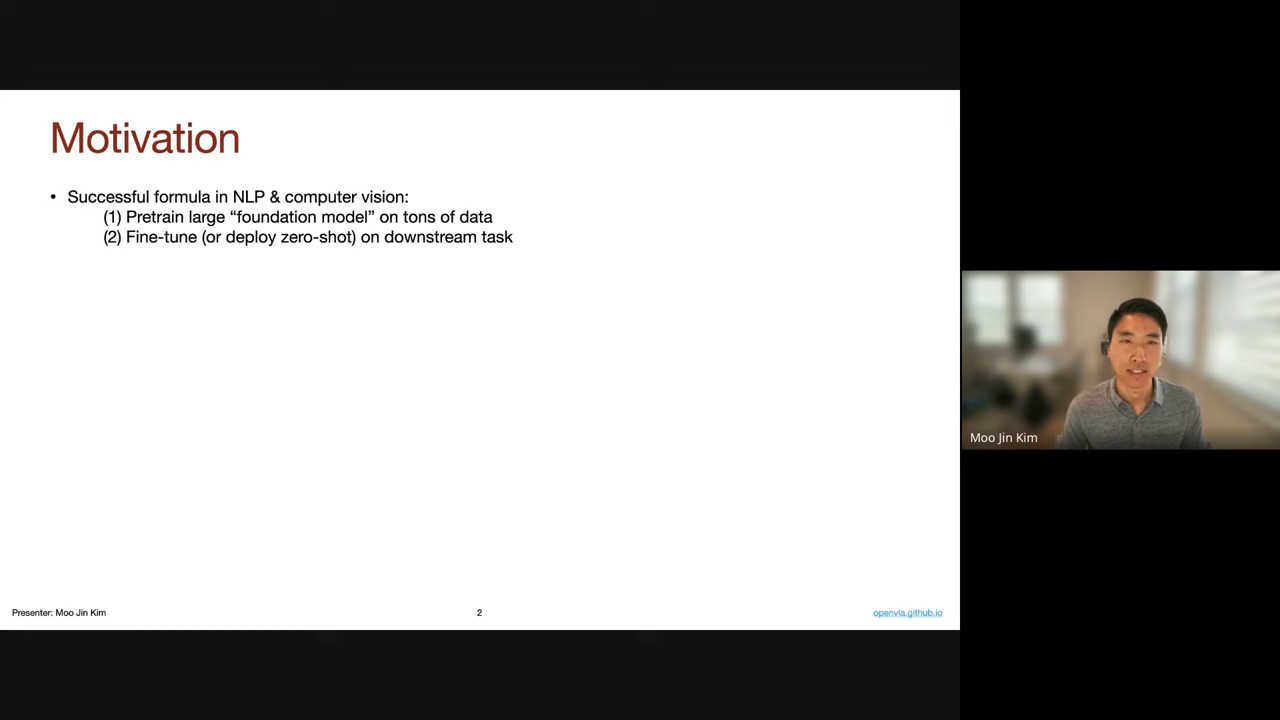 Motivation
• Successful formula in NLP & computer vision:
(1) Pretrain large “foundation model” on tons of data
(2) Fine-tune (or deploy zero-shot) on downstream task
Moo Jin Kim
Presenter: Moo Jin Kim
2
openvla.github.io